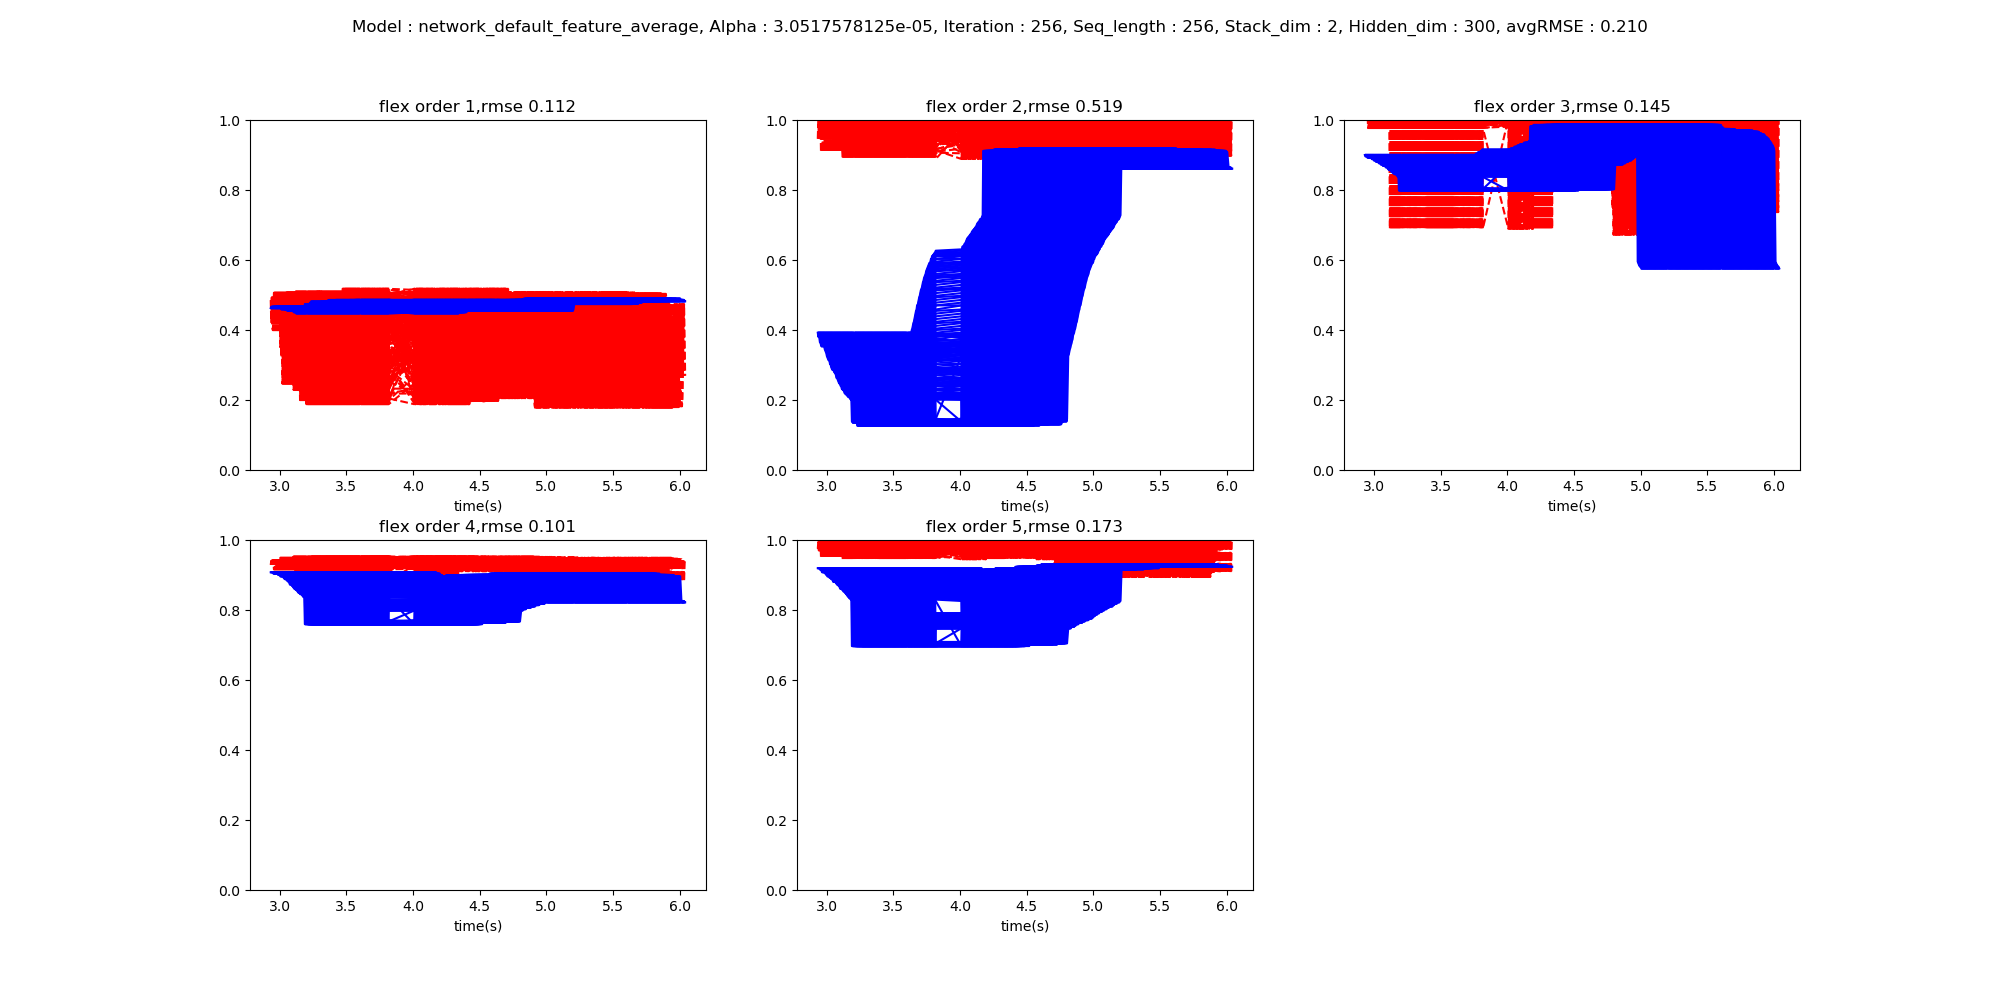 Model : network_default_feature_average, Alpha : 3.0517578125e-05, Iteration : 256, Seq_length : 256, Stack_dim : 2, Hidden_dim : 300, avgRMSE : 0.210
flex order 1,rmse 0.112
1.0
0.8
0.6
0.4
0.2
0.0
3.0 3.5 4.0 4.5 5.0 5.5 6.0
time(s)
flex order 2,rmse 0.519
1.0
0.8
0.6
0.4
0.2
0.0
3.0 3.5 4.0 4.5 5.0 5.5 6.0
time(s)
flex order 3,rmse 0.145
1.0
0.8
0.6
0.4
0.2
0.0
3.0 3.5 4.0 4.5 5.0 5.5 6.0
time(s)
flex order 4,rmse 0.101
1.0
0.8
0.6
0.4
0.2
0.0
3.0 3.5 4.0 4.5 5.0 5.5 6.0
time(s)
flex order 5,rmse 0.173
1.0
0.8
0.6
0.4
0.2
0.0
3.0 3.5 4.0 4.5 5.0 5.5 6.0
time(s)